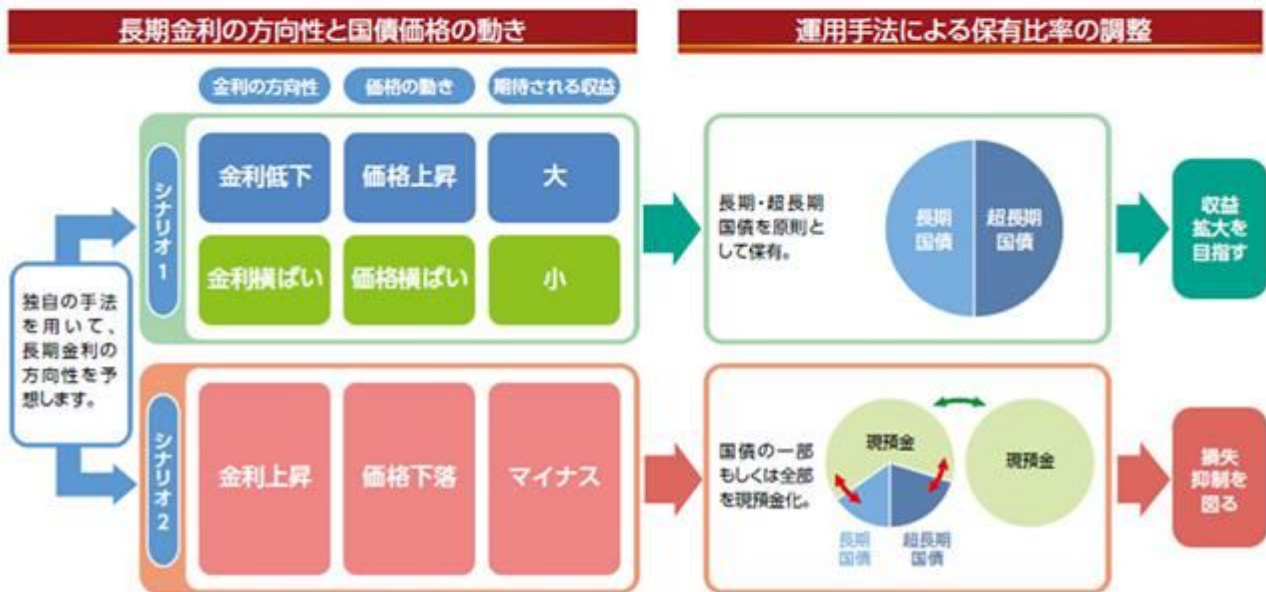 長期金利の方向性と国債価格の動き
運用手法による保有比率の調整
金利の方向性
価格の動き
期待される収益
独自の手法
を用いて、
長期金利の
方向性を予
想します。
シナリオ1
金利低下
価格上昇
大
金利横ばい
価格横ばい
小
長期・超長期
国債を原則と
して保有。
長期
国債
超長期
国債
収益
拡大を
目指す
シナリオ2
金利上昇
価格下落
マイナス
国債の一部
もしくは全部
を現預金化。
現預金
長期
国債
超長期
国債
現預金
損失
抑制を
図る